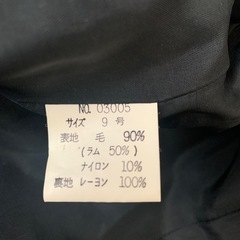 NO. 03005
サイズ 9 号
表地 毛 90%
(ラム 50%)
ナイロン 10%
裏地 レーヨン 100%